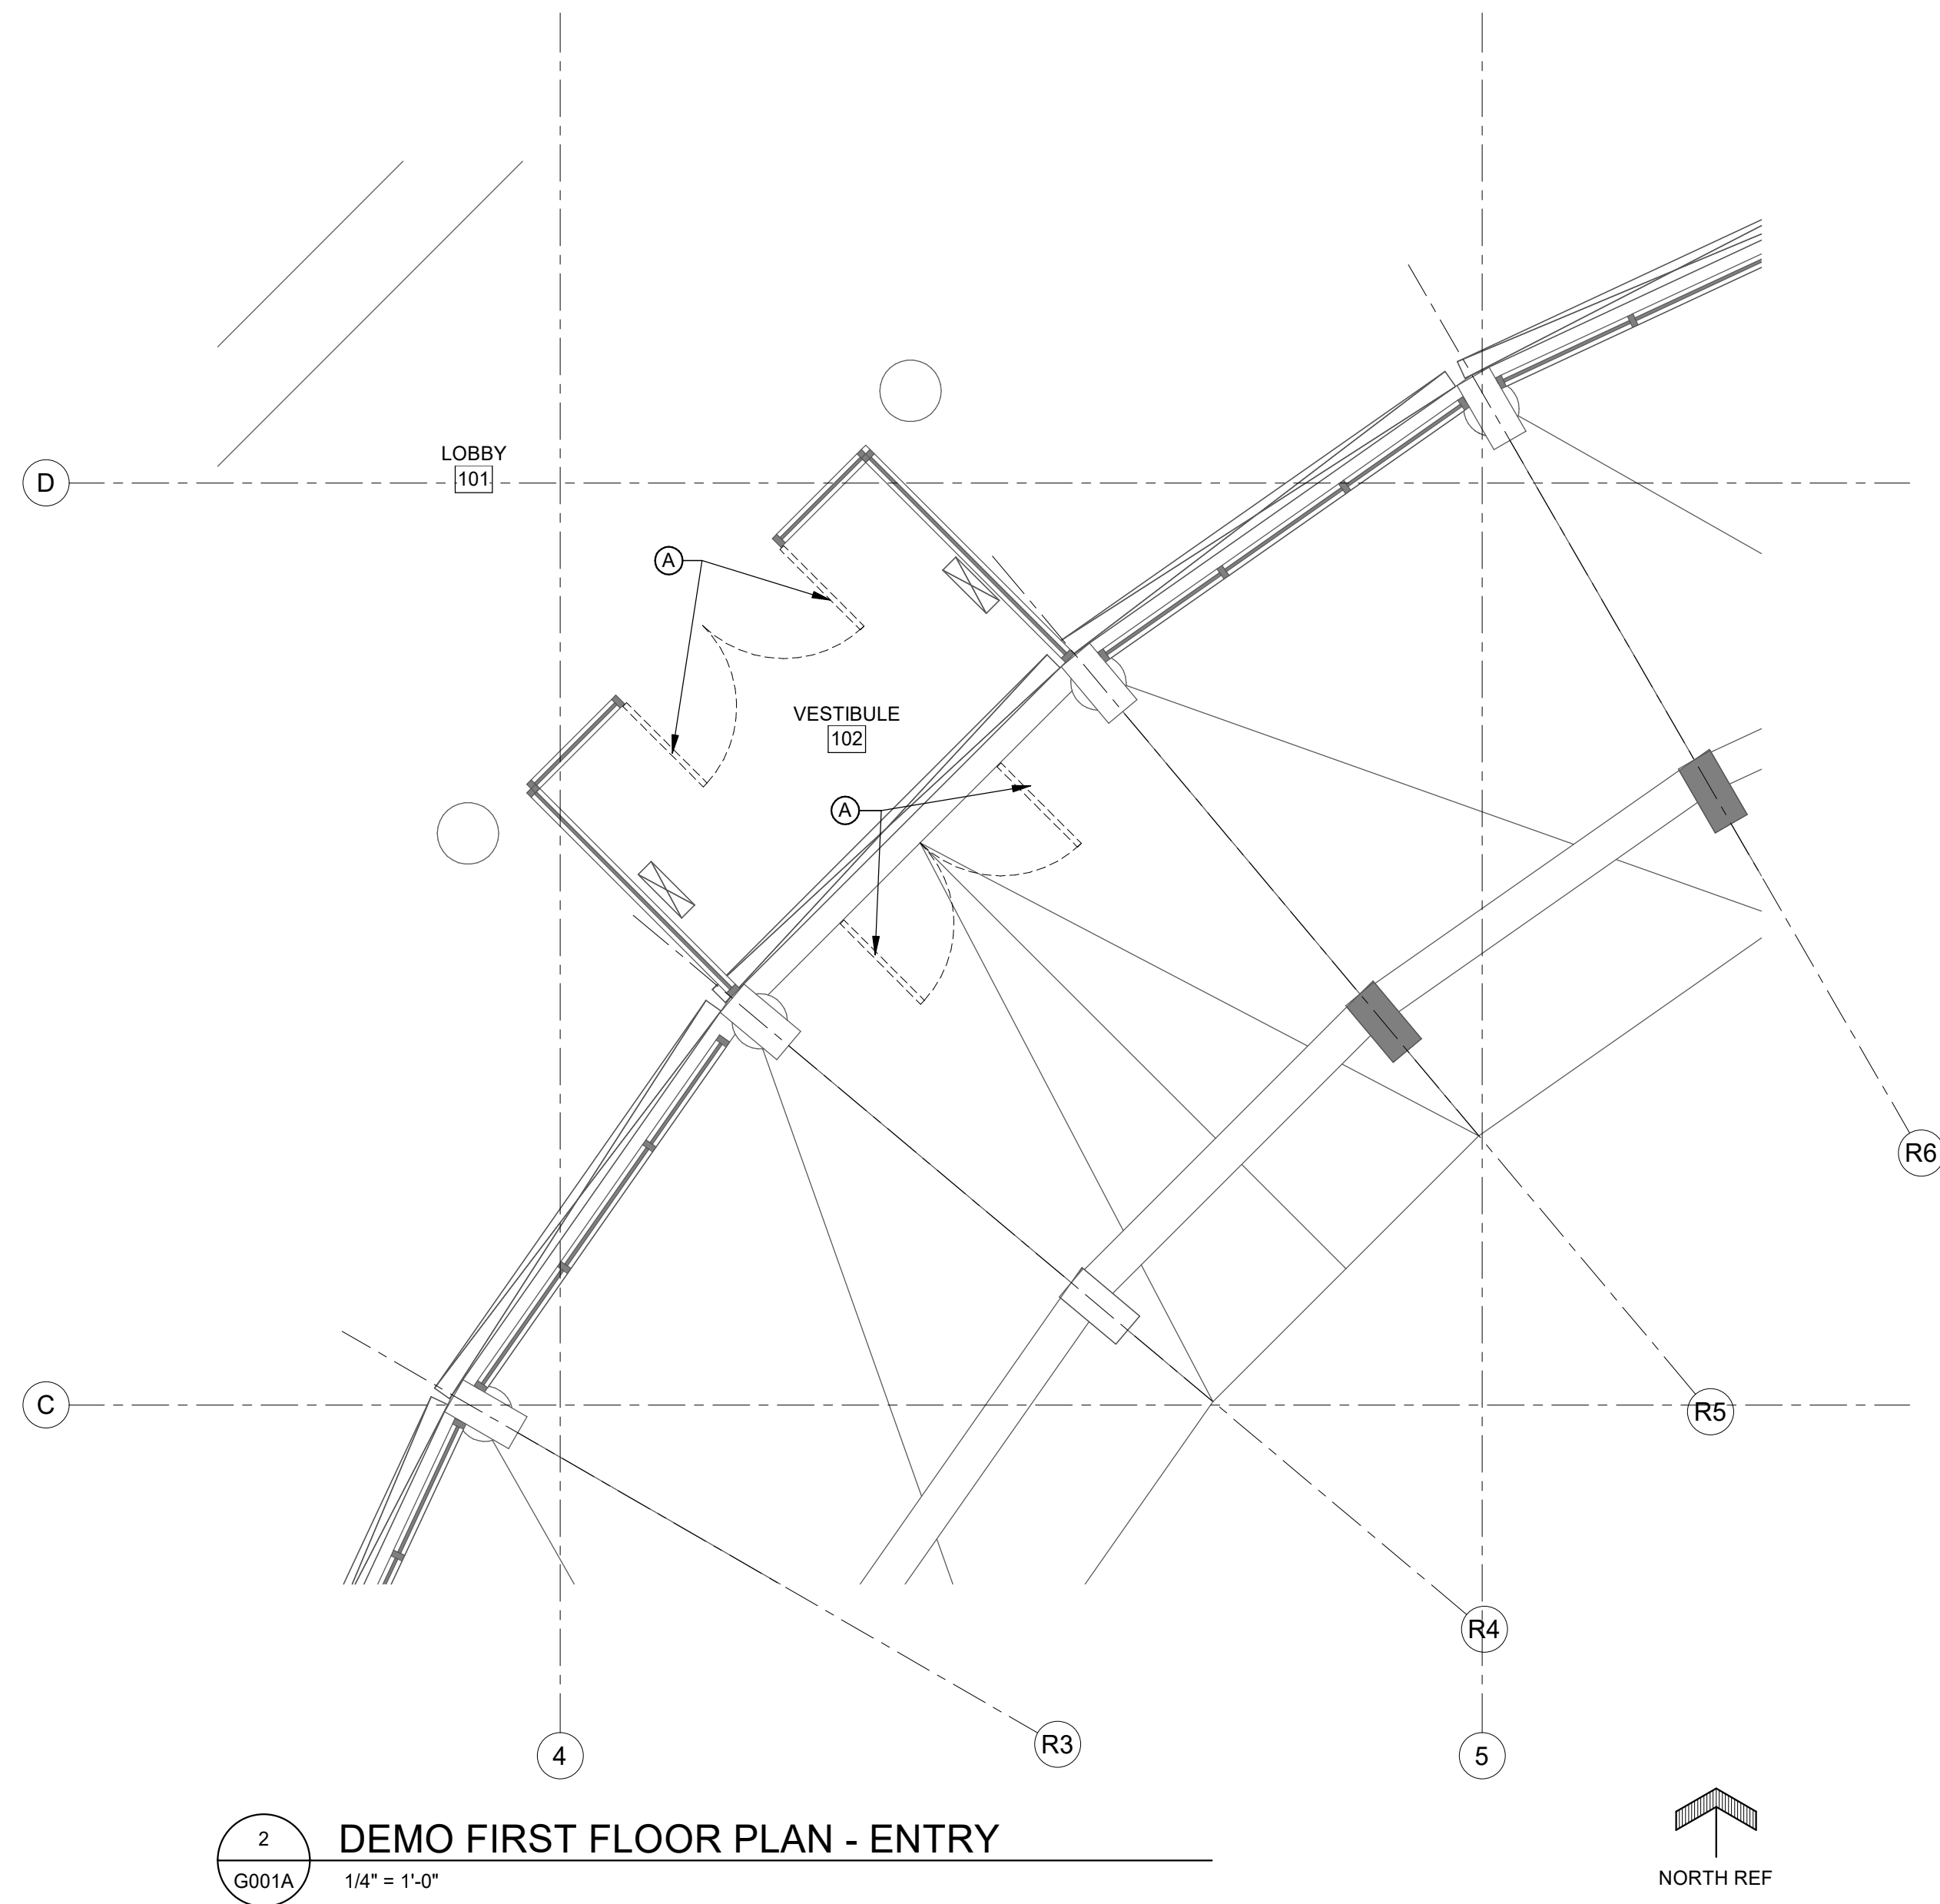 LOBBY
101
D
A
VESTIBULE
102
A
R6
C
R5
R4
R3
4
5
2
G001A
DEMO FIRST FLOOR PLAN - ENTRY
1/4" = 1'-0"
NORTH REF